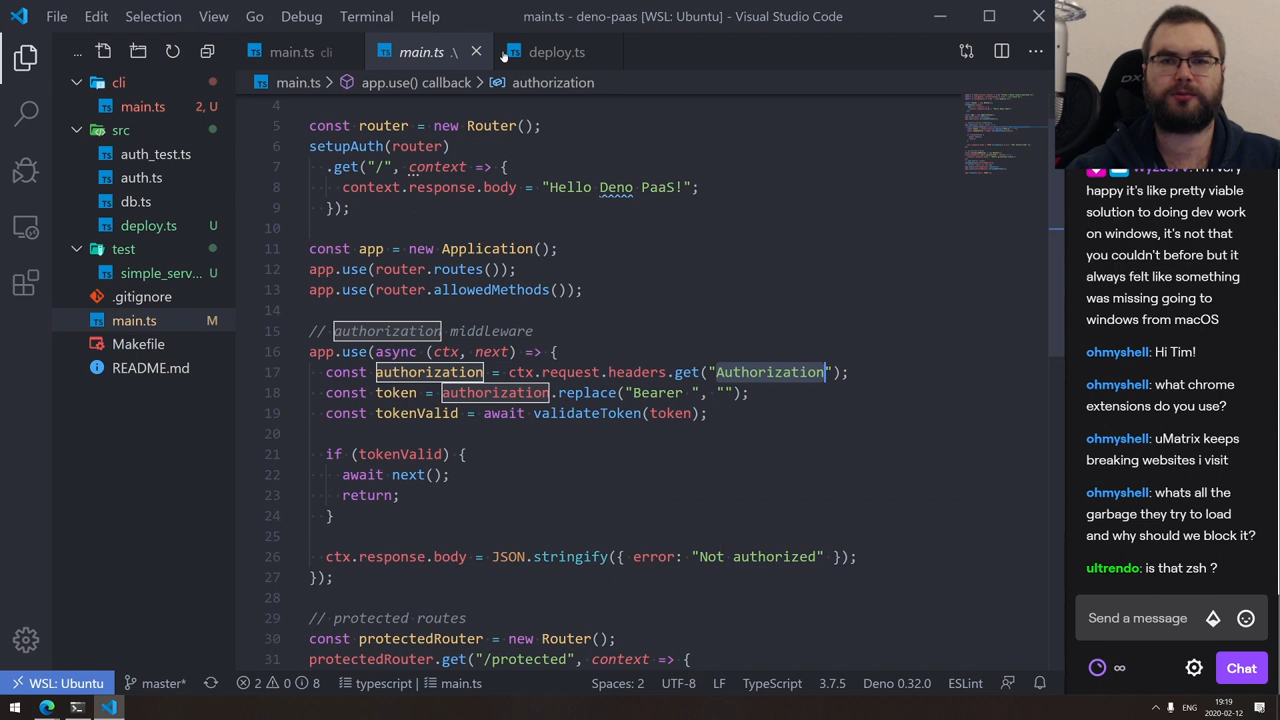 File Edit Selection View Go Debug Terminal Help
main.ts - deno-paas [WSL: Ubuntu] - Visual Studio Code
...
TS main.ts cli
TS main.ts .\
TS deploy.ts
cli
TS main.ts 2, U
src
TS auth_test.ts
TS auth.ts
TS db.ts
TS deploy.ts U
test
TS simple_serv... U
.gitignore
TS main.ts M
Makefile
README.md
TS main.ts > app.use() callback > authorization
4
5 const router = new Router();
6 setupAuth(router)
7 .get("/", context => {
8 context.response.body = "Hello Deno PaaS!";
9 });
10
11 const app = new Application();
12 app.use(router.routes());
13 app.use(router.allowedMethods());
14
15 // authorization middleware
16 app.use(async (ctx, next) => {
17 const authorization = ctx.request.headers.get("Authorization");
18 const token = authorization.replace("Bearer ", "");
19 const tokenValid = await validateToken(token);
20
21 if (tokenValid) {
22 await next();
23 return;
24 }
25
26 ctx.response.body = JSON.stringify({ error: "Not authorized" });
27 });
28
29 // protected routes
30 const protectedRouter = new Router();
31 protectedRouter.get("/protected", context => {
happy it's like pretty viable
solution to doing dev work
on windows, it's not that
you couldn't before but it
always felt like something
was missing going to
windows from macOS
ohmyshell: Hi Tim!
ohmyshell: what chrome
extensions do you use?
ohmyshell: uMatrix keeps
breaking websites i visit
ohmyshell: whats all the
garbage they try to load
and why should we block it?
ultrendo: is that zsh ?
Send a message
∞
Chat
WSL: Ubuntu
master*
2 0 8
typescript
main.ts
Spaces: 2
UTF-8
LF
TypeScript
3.7.5
Deno 0.32.0
ESLint
ENG
19:19
2020-02-12